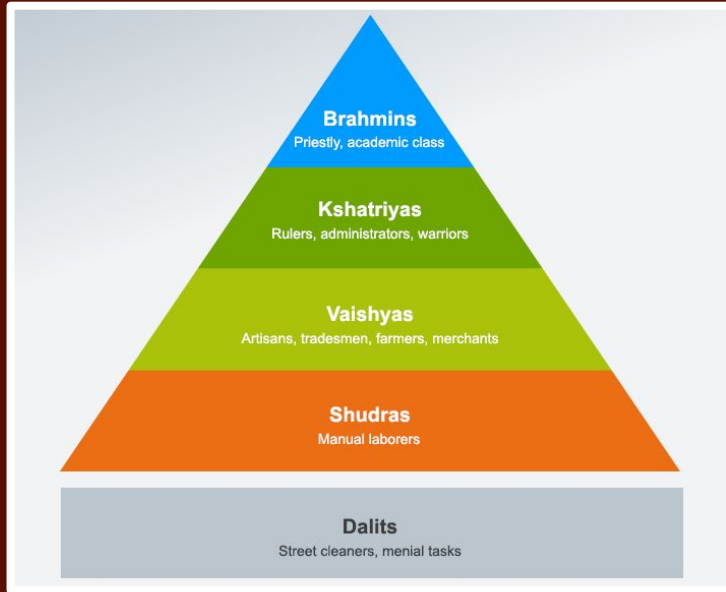 Brahmins
Priestly, academic class
Kshatriyas
Rulers, administrators, warriors
Vaishyas
Artisans, tradesmen, farmers, merchants
Shudras
Manual laborers
Dalits
Street cleaners, menial tasks